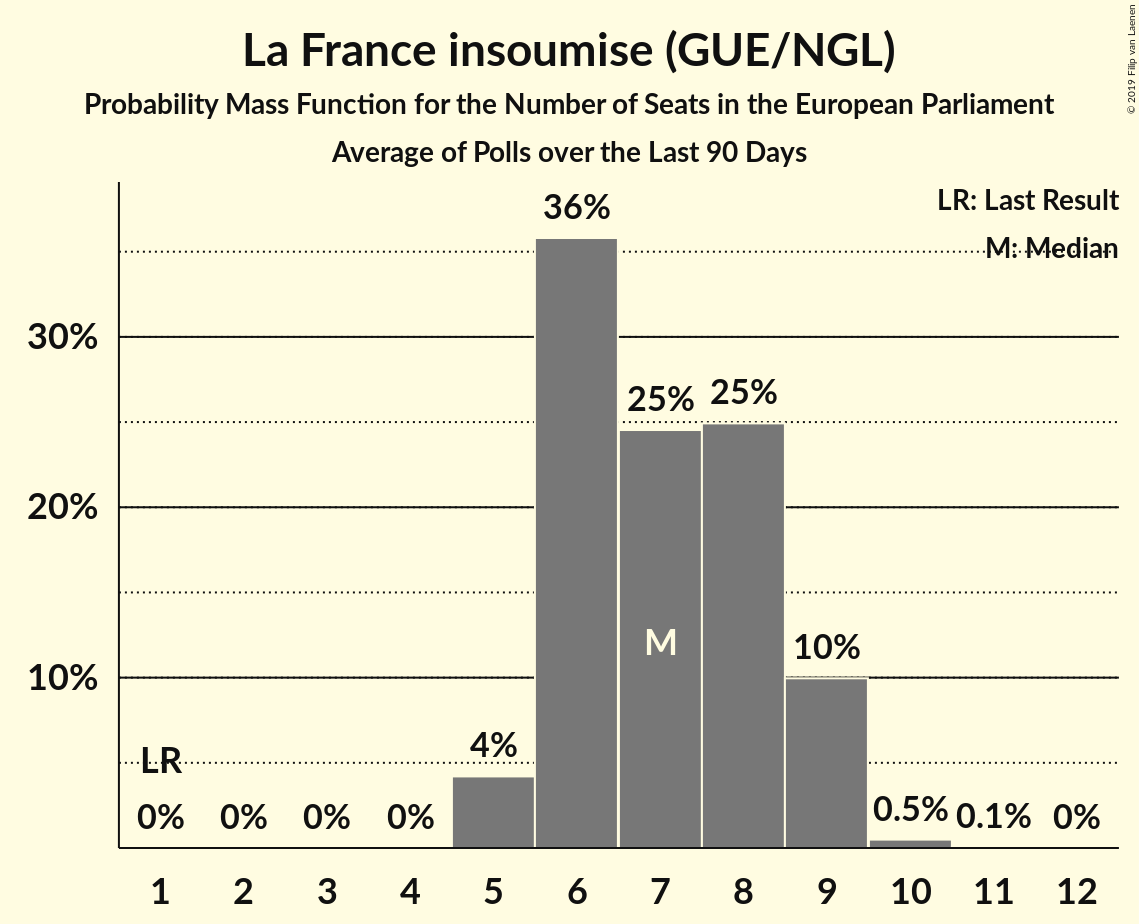 La France insoumise (GUE/NGL)
Probability Mass Function for the Number of Seats in the European Parliament
Average of Polls over the Last 90 Days
© 2019 Filip van Laenen
LR: Last Result
M: Median
36%
30%
25% 25%
20%
M
10%
10%
4%
LR
0% 0% 0% 0% 0.5% 0.1% 0%
1 2 3 4 5 6 7 8 9 10 11 12